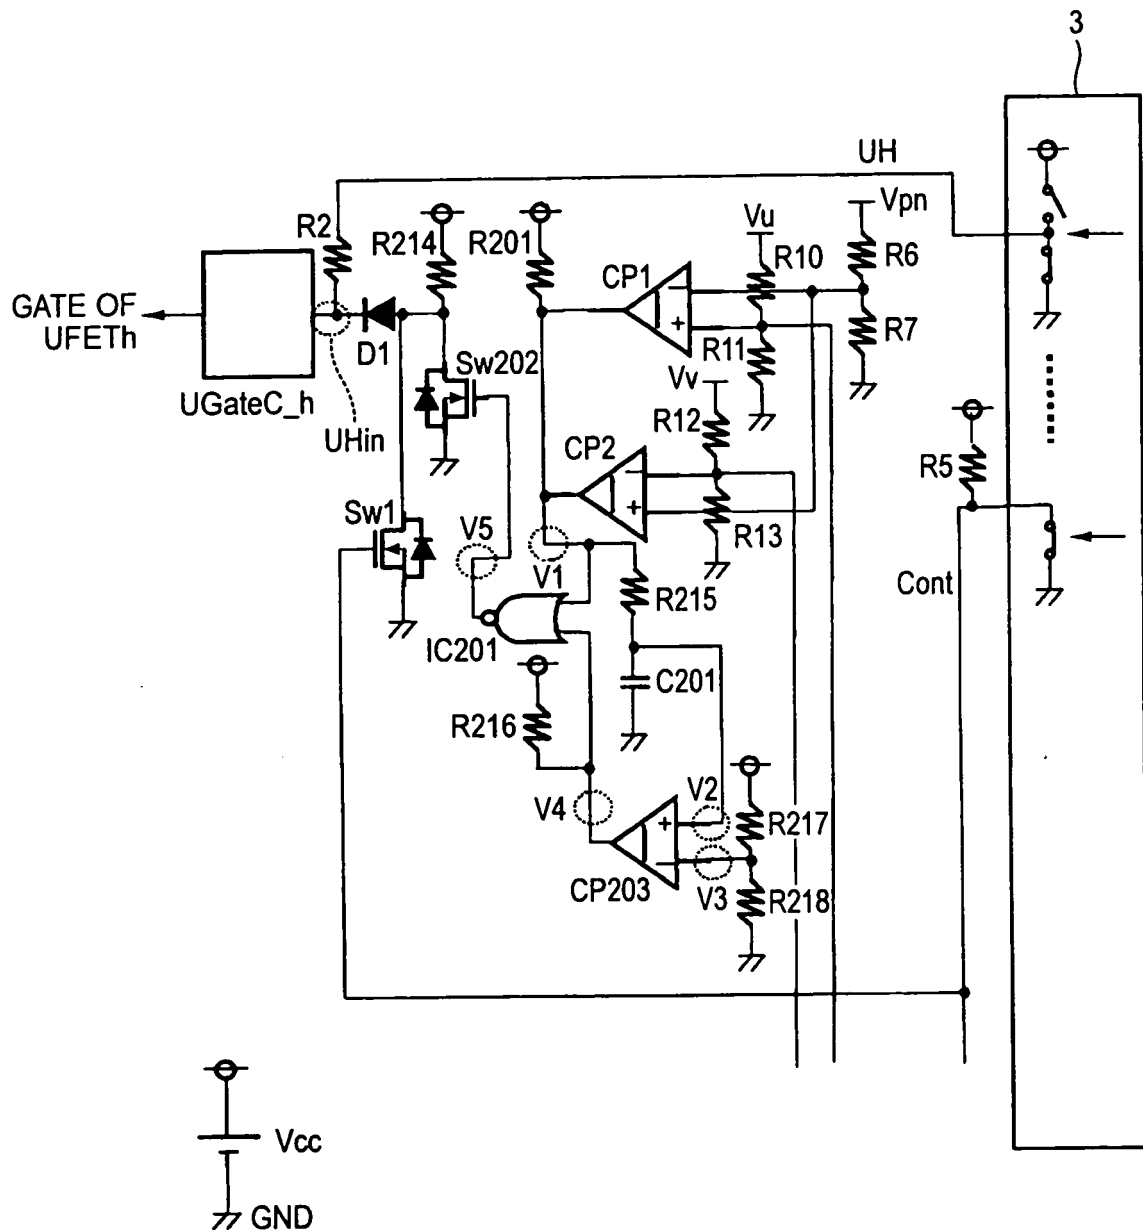 3
UH
Vpn
R2
R214
R201
Vu
R10
R6
CP1
GATE OF
UFETh
D1
R11
R7
Sw202
Vv
UGateC_h
R12
UHin
CP2
R5
Sw1
V5
R13
V1
R215
Cont
IC201
C201
R216
V4
V2
R217
CP203
V3
R218
Vcc
GND